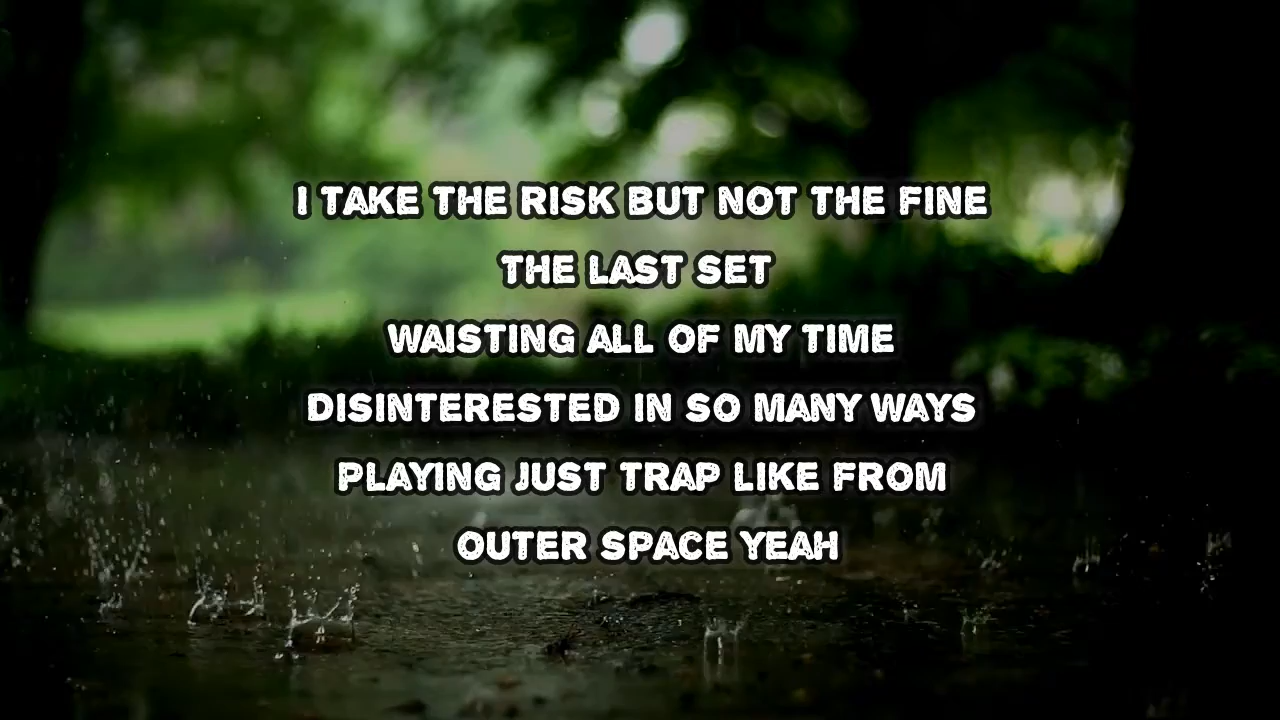 I TAKE THE RISK BUT NOT THE FINE
THE LAST SET
WAISTING ALL OF MY TIME
DISINTERESTED IN SO MANY WAYS
PLAYING JUST TRAP LIKE FROM
OUTER SPACE YEAH